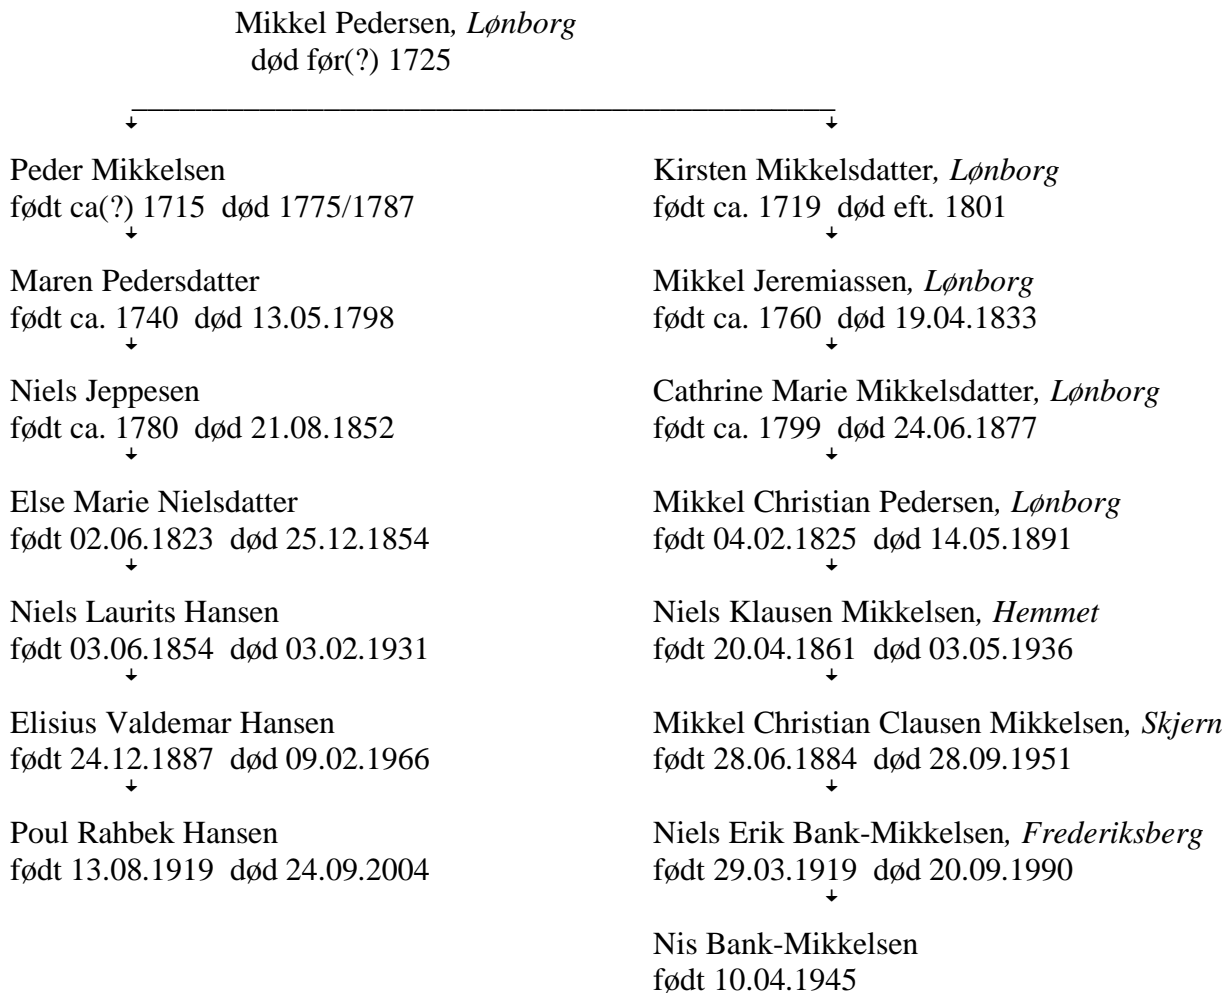 Mikkel Pedersen, Lønborg
død før(?) 1725
Peder Mikkelsen
født ca(?) 1715 død 1775/1787
Maren Pedersdatter
født ca. 1740 død 13.05.1798
Niels Jeppesen
født ca. 1780 død 21.08.1852
Else Marie Nielsdatter
født 02.06.1823 død 25.12.1854
Niels Laurits Hansen
født 03.06.1854 død 03.02.1931
Elisius Valdemar Hansen
født 24.12.1887 død 09.02.1966
Poul Rahbek Hansen
født 13.08.1919 død 24.09.2004
Kirsten Mikkelsdatter, Lønborg
født ca. 1719 død eft. 1801
Mikkel Jeremiassen, Lønborg
født ca. 1760 død 19.04.1833
Cathrine Marie Mikkelsdatter, Lønborg
født ca. 1799 død 24.06.1877
Mikkel Christian Pedersen, Lønborg
født 04.02.1825 død 14.05.1891
Niels Klausen Mikkelsen, Hemmet
født 20.04.1861 død 03.05.1936
Mikkel Christian Clausen Mikkelsen, Skjern
født 28.06.1884 død 28.09.1951
Niels Erik Bank-Mikkelsen, Frederiksberg
født 29.03.1919 død 20.09.1990
Nis Bank-Mikkelsen
født 10.04.1945